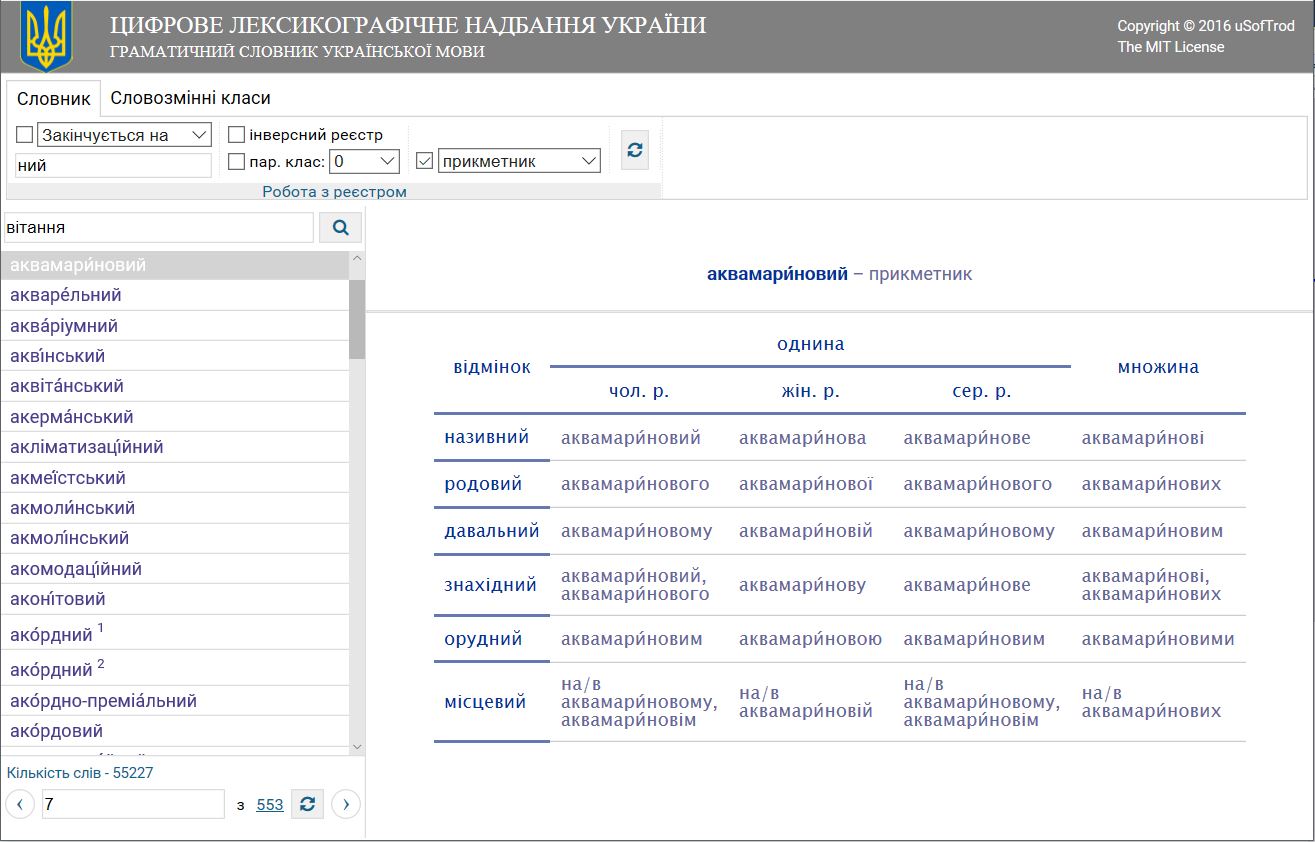 ЦИФРОВЕ ЛЕКСИКОГРАФІЧНЕ НАДБАННЯ УКРАЇНИ
ГРАМАТИЧНИЙ СЛОВНИК УКРАЇНСЬКОЇ МОВИ
Copyright © 2016 uSofTrod
The MIT License
Словник Словозмінні класи
Закінчується на
ний
інверсний реєстр
пар. клас: 0
прикметник
Робота з реєстром
вітання
аквамари́новий
акваре́льний
аква́ріумний
акві́нський
аквіта́нський
акерма́нський
акліматизаці́йний
акмеї́стський
акмоли́нський
акмолі́нський
акомодаці́йний
аконі́товий
ако́рдний 1
ако́рдний 2
ако́рдно-преміа́льний
ако́рдовий
Кількість слів - 55227
7 з 553
аквамари́новий – прикметник
відмінок однина множина
чол. р. жін. р. сер. р.
називний аквамари́новий аквамари́нова аквамари́нове аквамари́нові
родовий аквамари́нового аквамари́нової аквамари́нового аквамари́нових
давальний аквамари́новому аквамари́новій аквамари́новому аквамари́новим
знахідний аквамари́новий, аквамари́нового аквамари́нову аквамари́нове аквамари́нові, аквамари́нових
орудний аквамари́новим аквамари́новою аквамари́новим аквамари́новими
місцевий на/в аквамари́новому, аквамари́новім на/в аквамари́новій на/в аквамари́новому, аквамари́новім на/в аквамари́нових